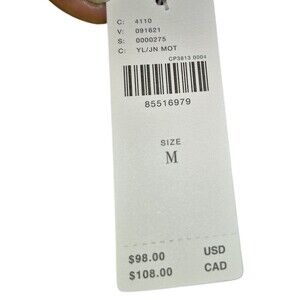 C: 4110
V: 091621
S: 0000275
C: YL/JN MOT
CP3813 0004
85516979
SIZE
M
$98.00 USD
$108.00 CAD